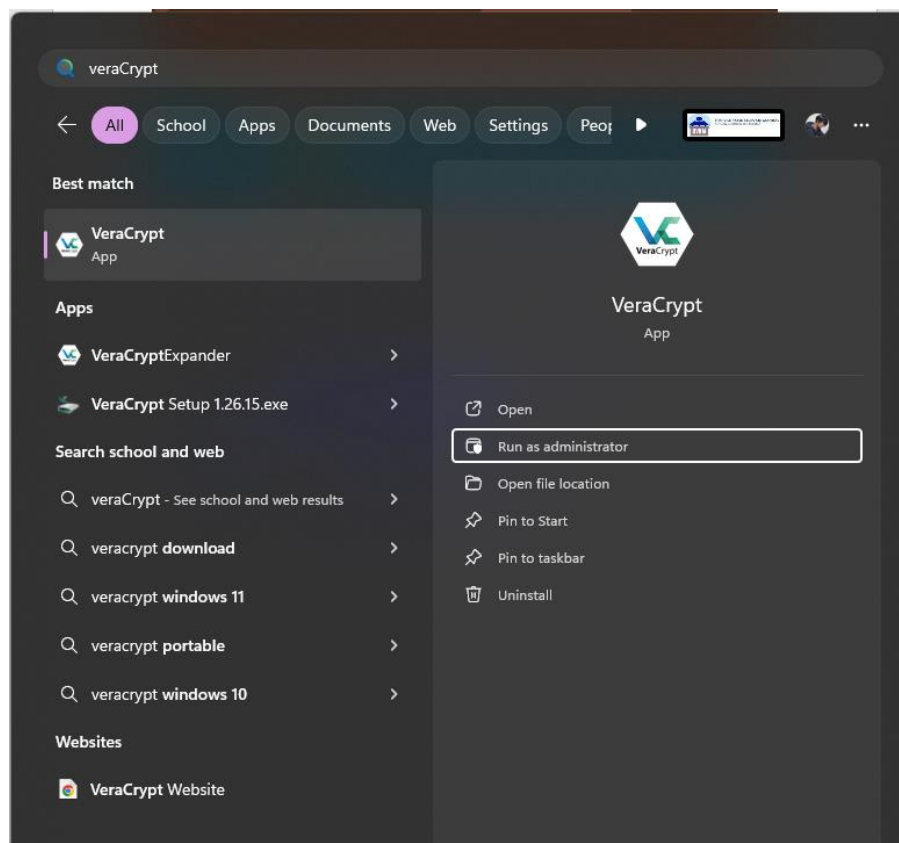 veraCrypt
All School Apps Documents Web Settings Peop
Best match
VeraCrypt
App
Apps
VeraCryptExpander
VeraCrypt Setup 1.26.15.exe
Search school and web
veraCrypt - See school and web results
veracrypt download
veracrypt windows 11
veracrypt portable
veracrypt windows 10
Websites
VeraCrypt Website
VeraCrypt
VeraCrypt
App
Open
Run as administrator
Open file location
Pin to Start
Pin to taskbar
Uninstall